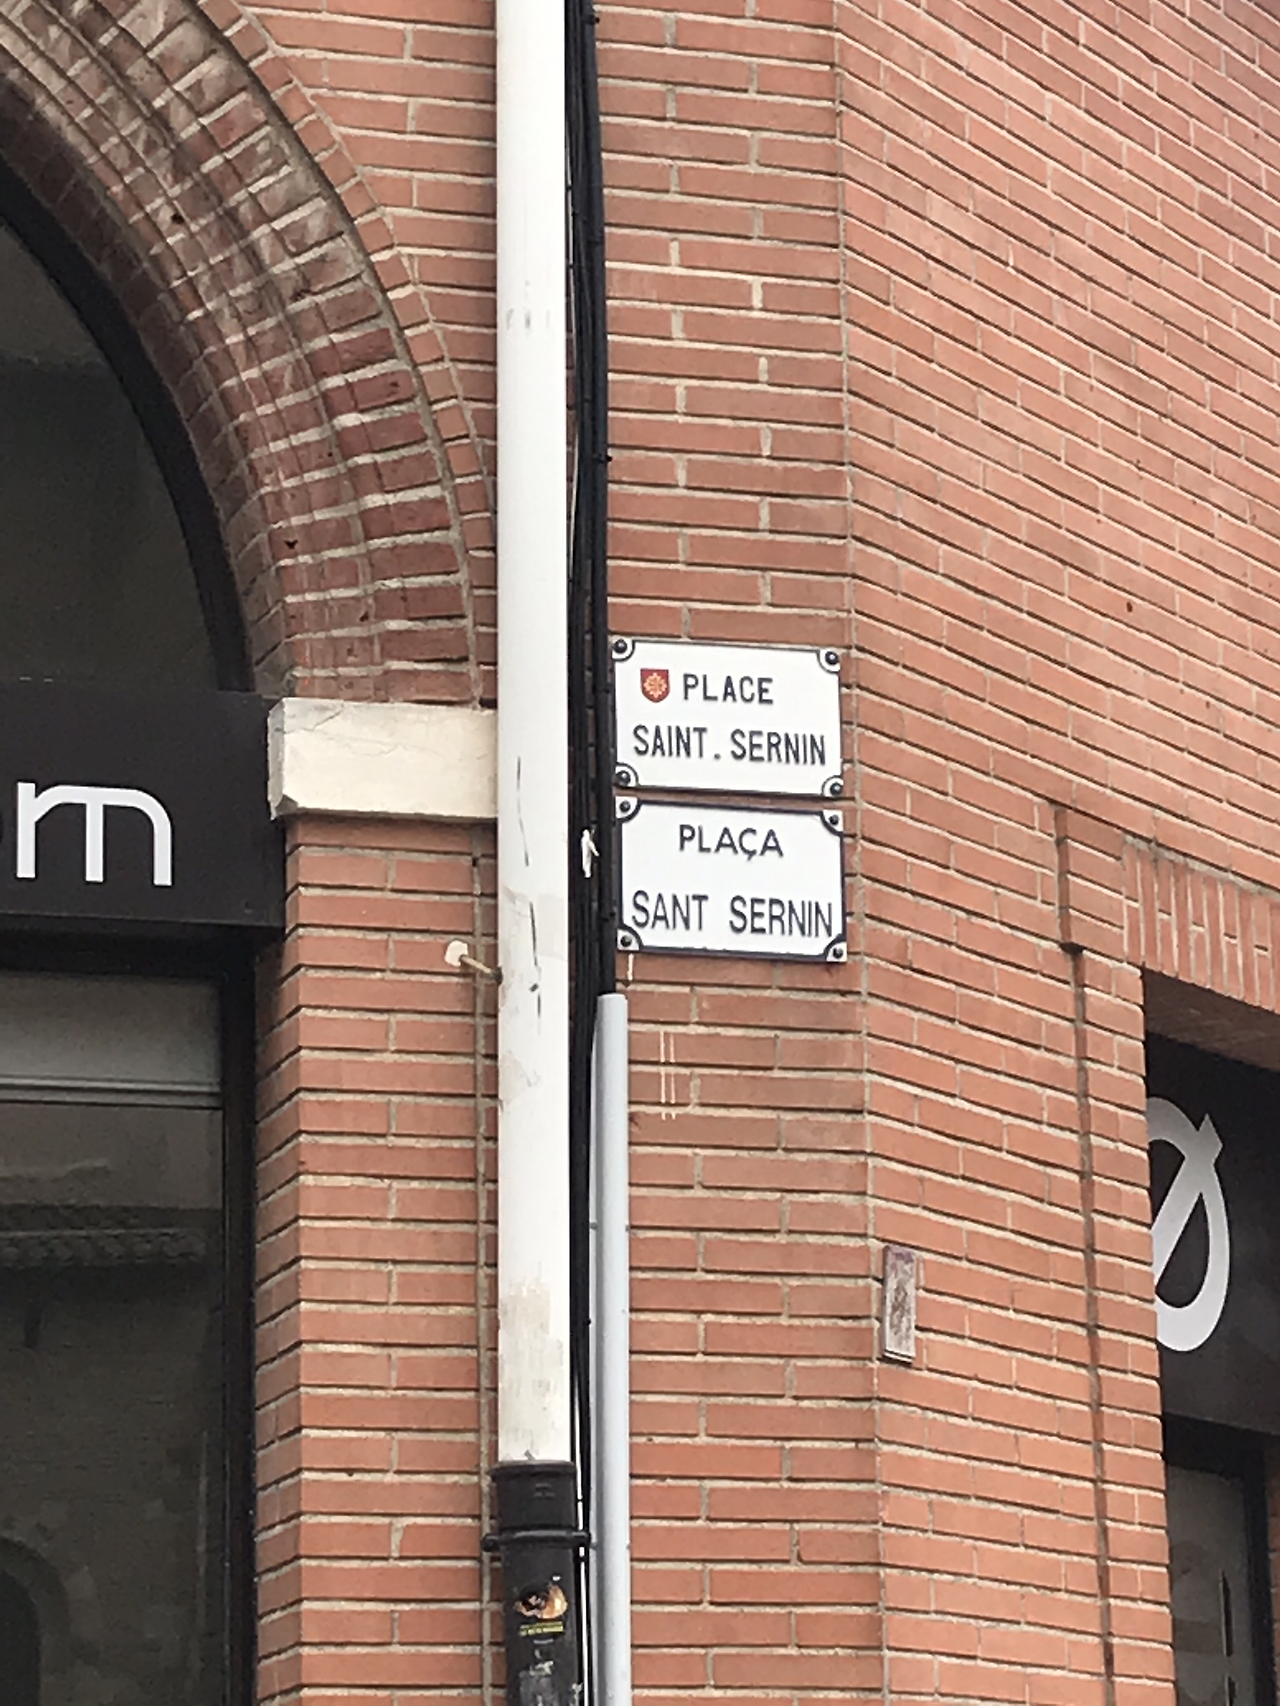 PLACE
SAINT. SERNIN
PLAÇA
SANT SERNIN
m
Ø